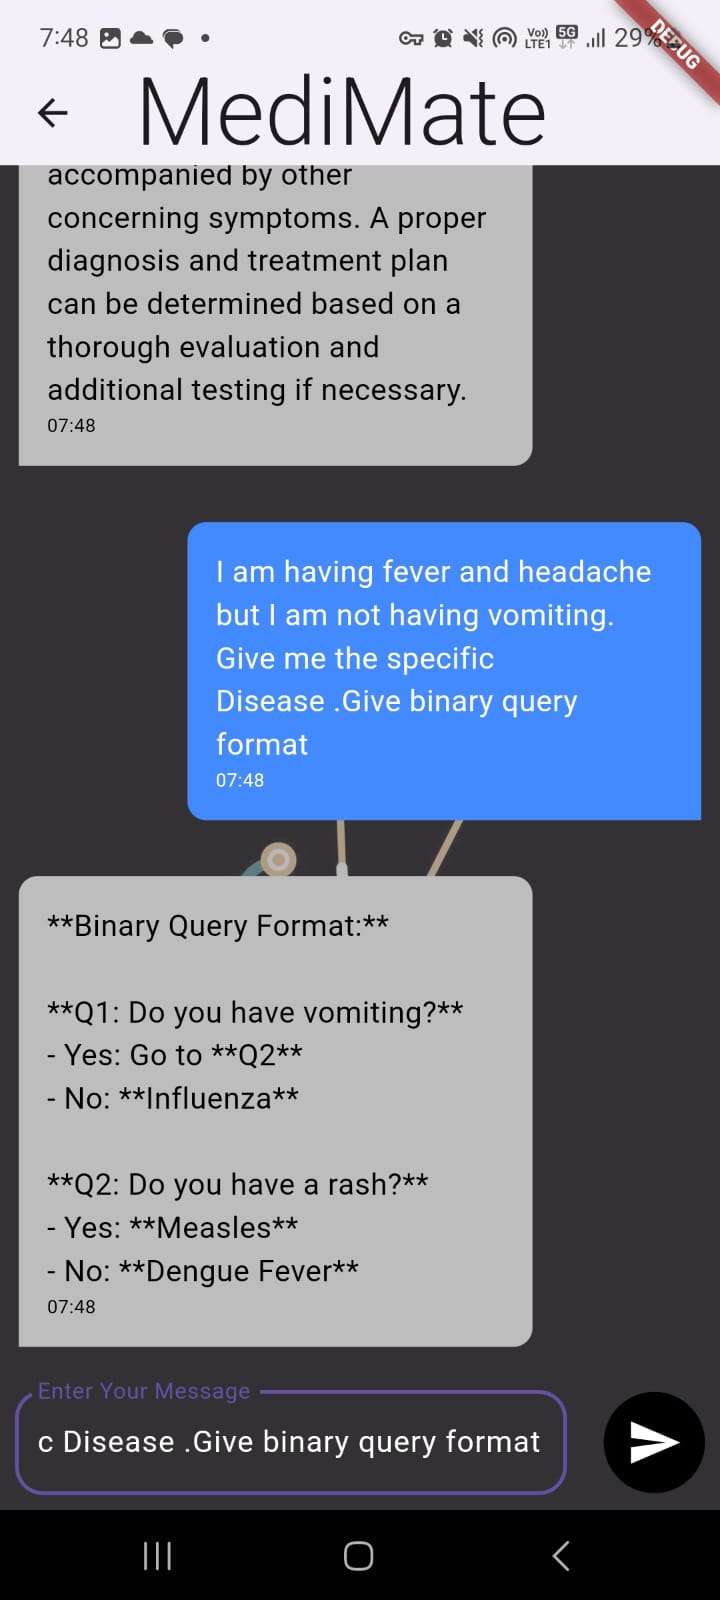 7:48
Vo)) 5G
LTE1
29%
DEBUG
MediMate
accompanied by other
concerning symptoms. A proper
diagnosis and treatment plan
can be determined based on a
thorough evaluation and
additional testing if necessary.
07:48
I am having fever and headache
but I am not having vomiting.
Give me the specific
Disease .Give binary query
format
07:48
**Binary Query Format:**
**Q1: Do you have vomiting?**
- Yes: Go to **Q2**
- No: **Influenza**
**Q2: Do you have a rash?**
- Yes: **Measles**
- No: **Dengue Fever**
07:48
Enter Your Message
c Disease .Give binary query format